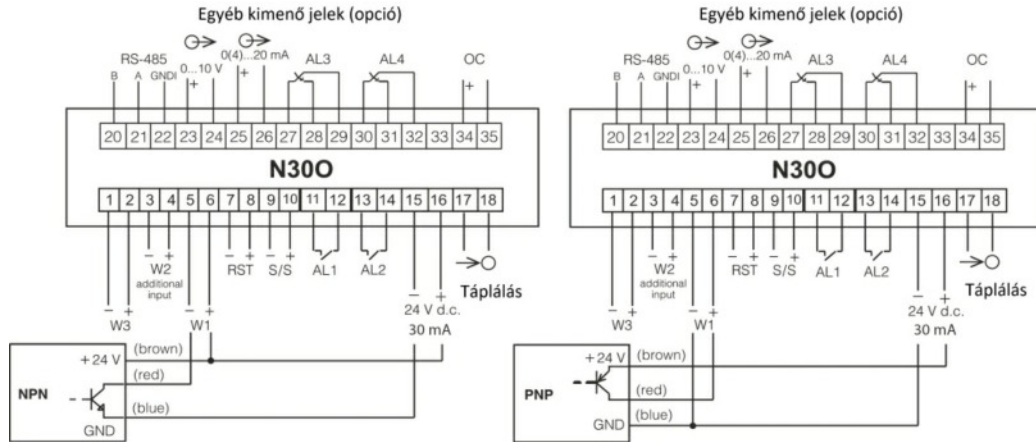 Egyéb kimenő jelek (opció)
RS-485
B A GNDI
0...10 V
+
0(4)...20 mA
+
AL3
AL4
OC
+
20 21 22 23 24 25 26 27 28 29 30 31 32 33 34 35
N30O
1 2 3 4 5 6 7 8 9 10 11 12 13 14 15 16 17 18
− +
W2
additional
input
− +
RST
− +
S/S
AL1
AL2
Táplálás
− +
W3
− +
W1
− +
24 V d.c.
30 mA
+ 24 V
(brown)
(red)
NPN
(blue)
GND
Egyéb kimenő jelek (opció)
RS-485
B A GNDI
0...10 V
+
0(4)...20 mA
+
AL3
AL4
OC
+
20 21 22 23 24 25 26 27 28 29 30 31 32 33 34 35
N30O
1 2 3 4 5 6 7 8 9 10 11 12 13 14 15 16 17 18
− +
W2
additional
input
− +
RST
− +
S/S
AL1
AL2
Táplálás
− +
W3
− +
W1
− +
24 V d.c.
30 mA
+ 24 V
(brown)
PNP
(red)
(blue)
GND